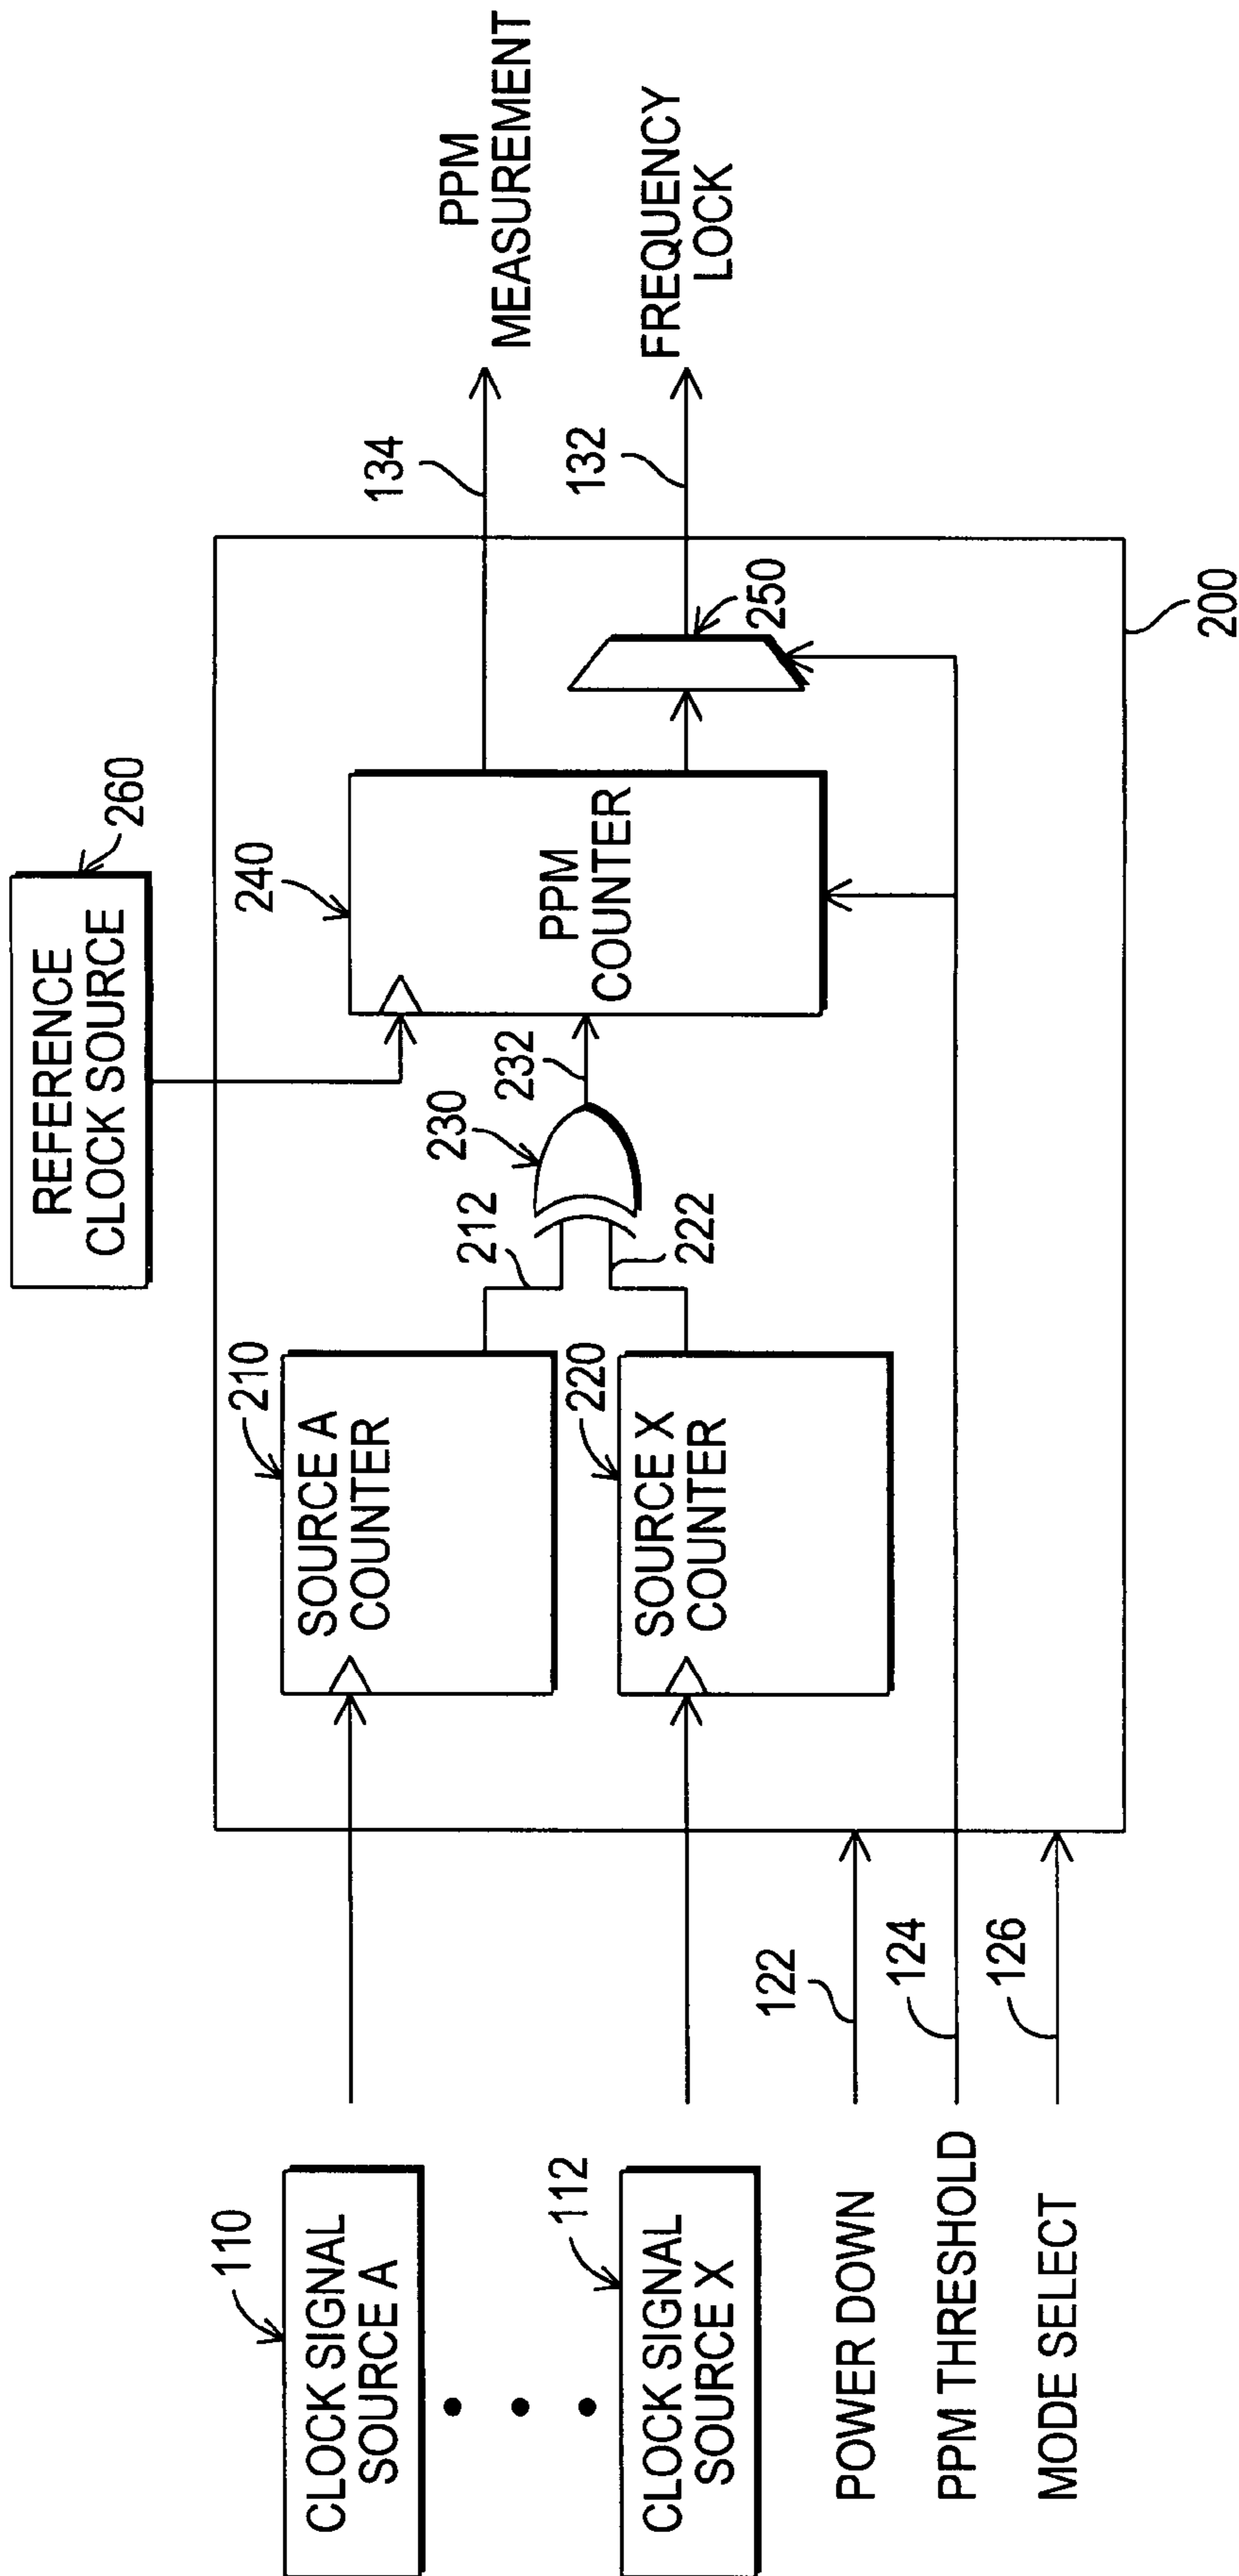 REFERENCE
CLOCK SOURCE
260
110
CLOCK SIGNAL
SOURCE A
112
CLOCK SIGNAL
SOURCE X
POWER DOWN
122
PPM THRESHOLD
124
MODE SELECT
126
210
SOURCE A
COUNTER
220
SOURCE X
COUNTER
212
222
230
232
240
PPM
COUNTER
250
134
PPM
MEASUREMENT
132
FREQUENCY
LOCK
200